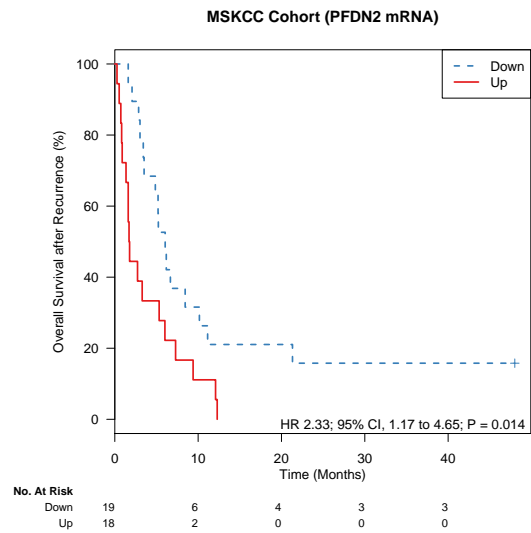 MSKCC Cohort (PFDN2 mRNA)
Down
Up
Overall Survival after Recurrence (%)
100
80
60
40
20
0
HR 2.33; 95% CI, 1.17 to 4.65; P = 0.014
0 10 20 30 40
Time (Months)
No. At Risk
Down 19 6 4 3 3
Up 18 2 0 0 0